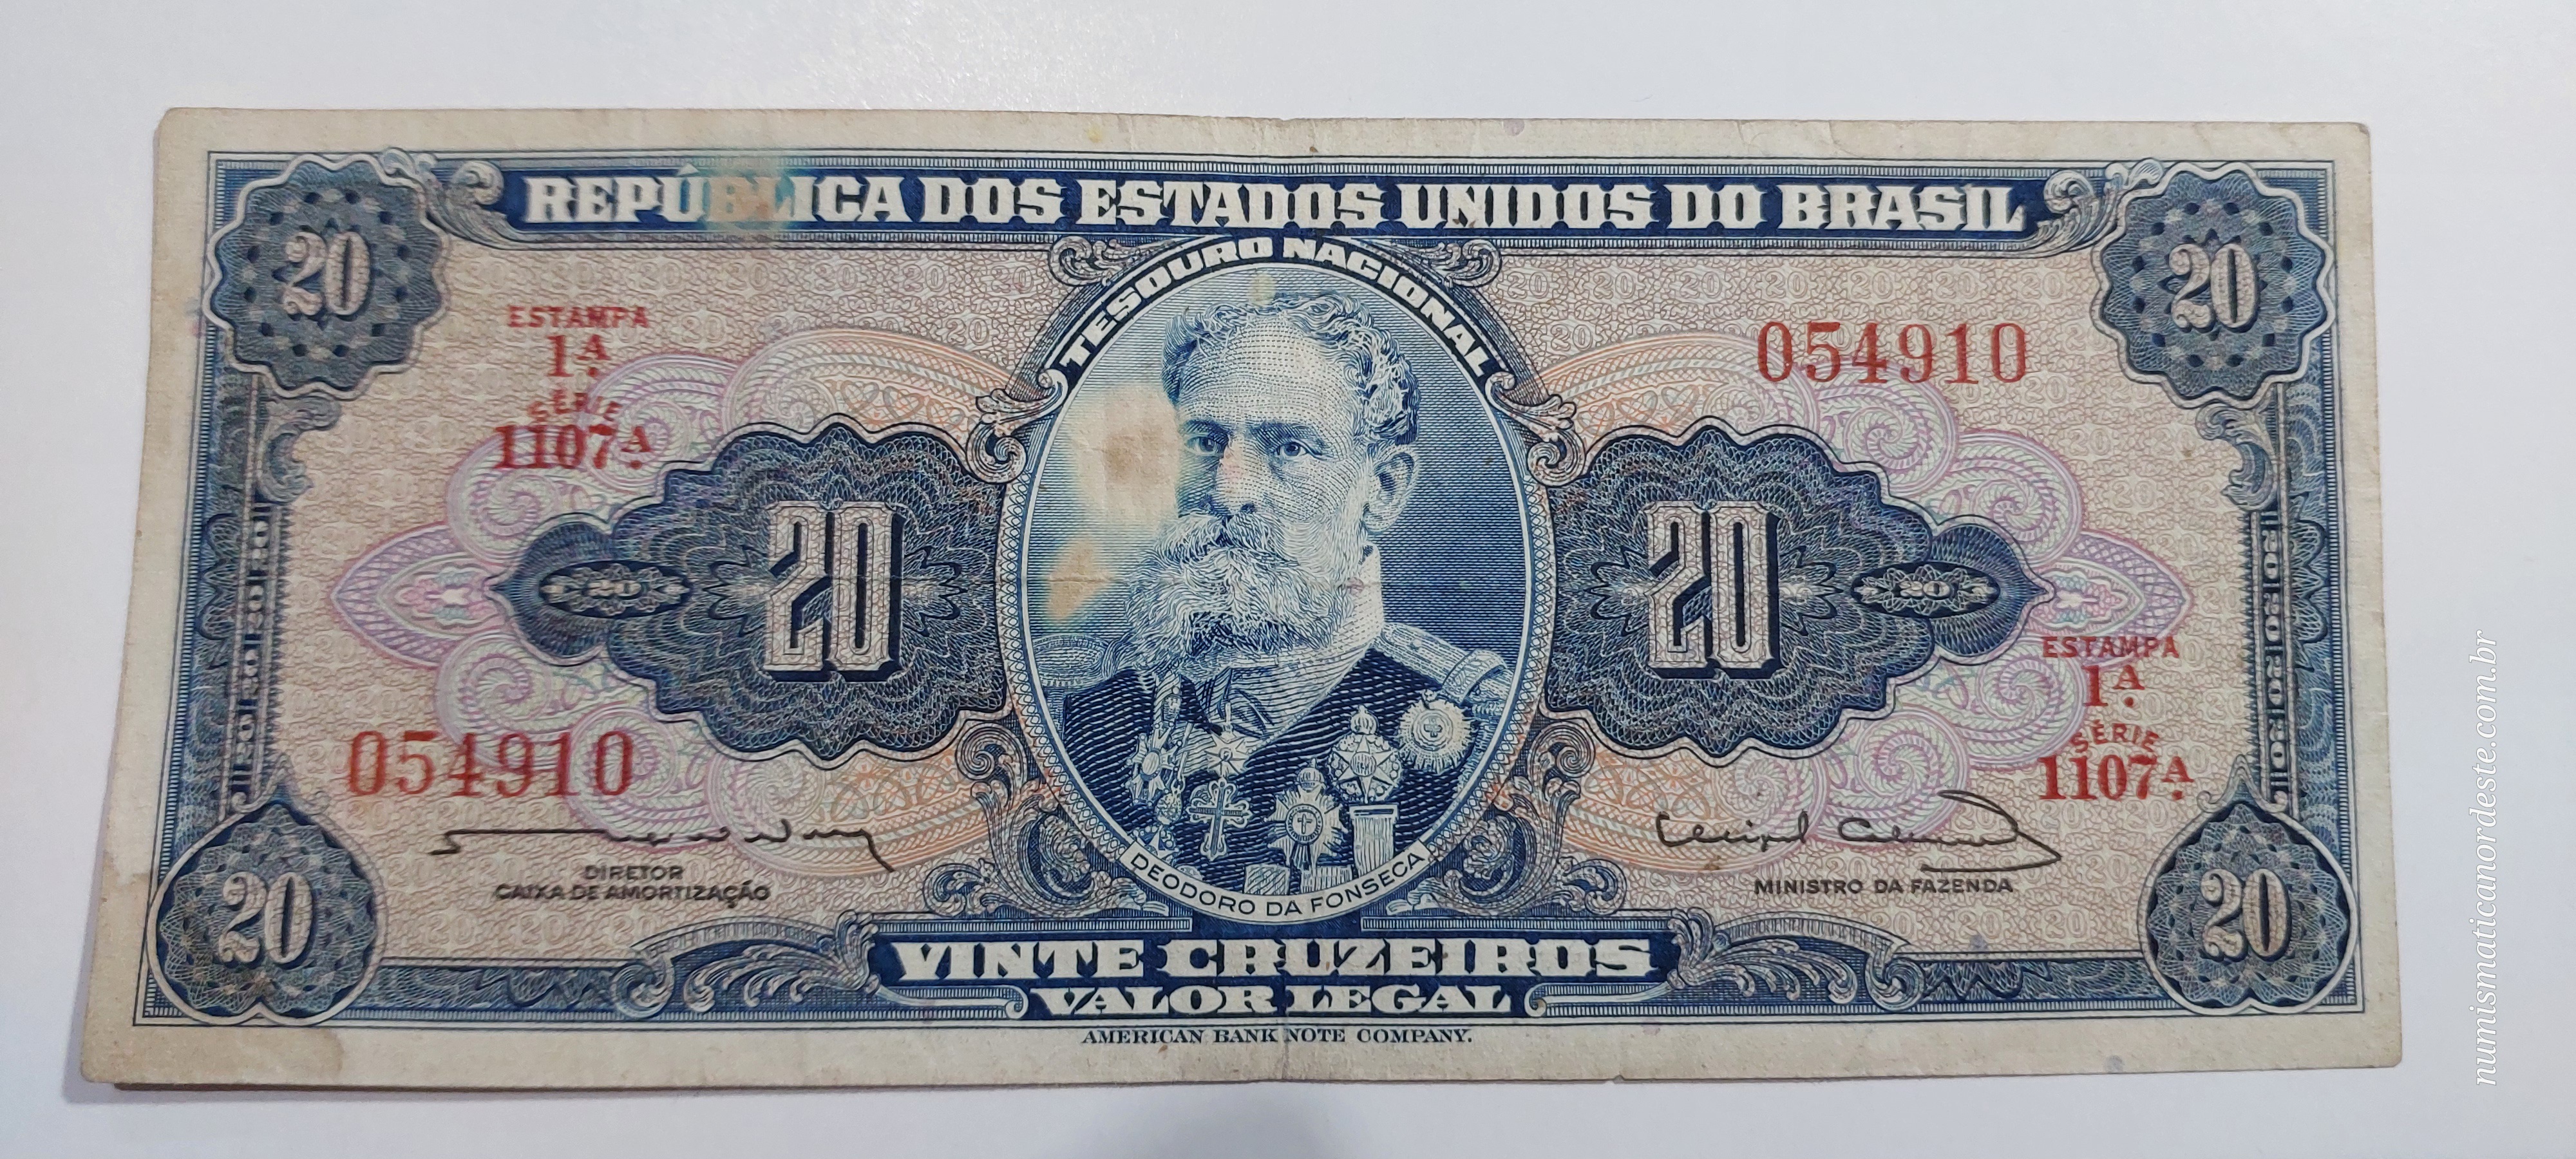 REPÚBLICA DOS ESTADOS UNIDOS DO BRASIL
TESOURO NACIONAL
20
20
ESTAMPA
1ª
SÉRIE
1107ª
054910
20
20
20
20
054910
ESTAMPA
1ª
SÉRIE
1107ª
DIRETOR
CAIXA DE AMORTIZAÇÃO
DEODORO DA FONSECA
MINISTRO DA FAZENDA
20
20
VINTE CRUZEIROS
VALOR LEGAL
AMERICAN BANK NOTE COMPANY.
numismaticanordeste.com.br